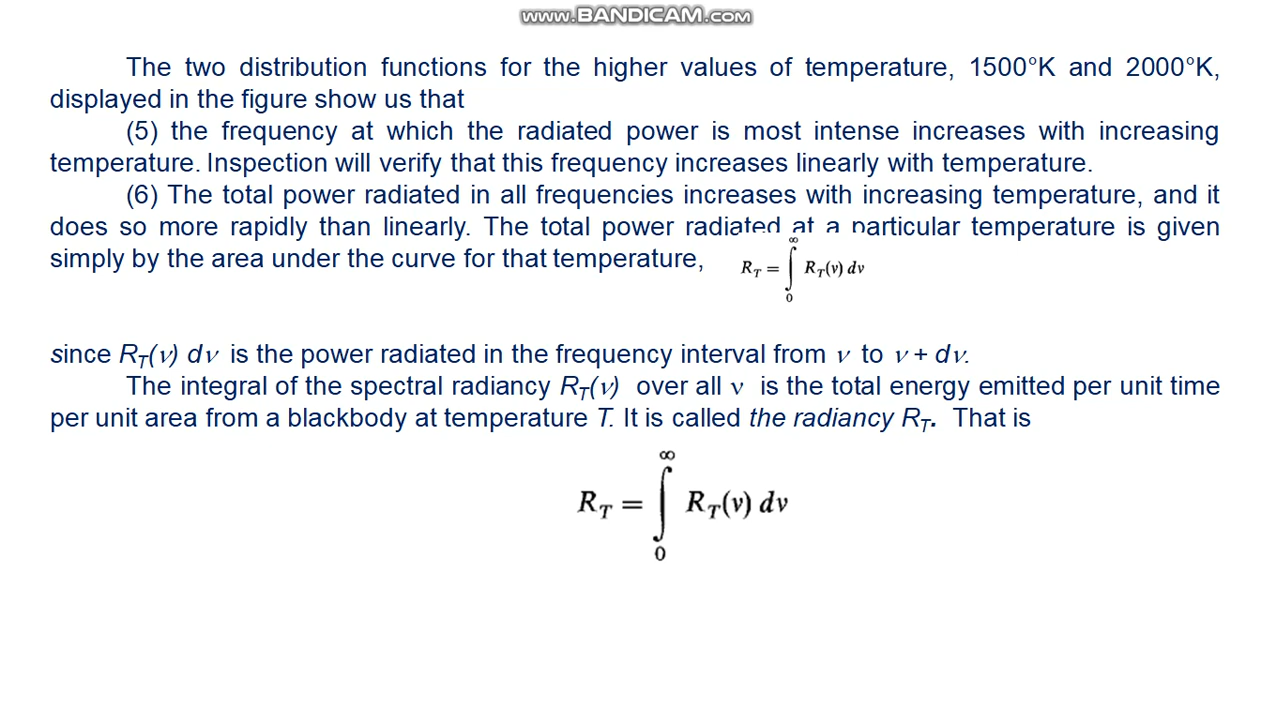 www.BANDICAM.com
The two distribution functions for the higher values of temperature, 1500°K and 2000°K,
displayed in the figure show us that
(5) the frequency at which the radiated power is most intense increases with increasing
temperature. Inspection will verify that this frequency increases linearly with temperature.
(6) The total power radiated in all frequencies increases with increasing temperature, and it
does so more rapidly than linearly. The total power radiated at a particular temperature is given
simply by the area under the curve for that temperature, R_T = ∫₀^∞ R_T(ν) dν
since R_T(ν) dν is the power radiated in the frequency interval from ν to ν + dν.
The integral of the spectral radiancy R_T(ν) over all ν is the total energy emitted per unit time
per unit area from a blackbody at temperature T. It is called the radiancy R_T. That is
R_T = ∫₀^∞ R_T(ν) dν